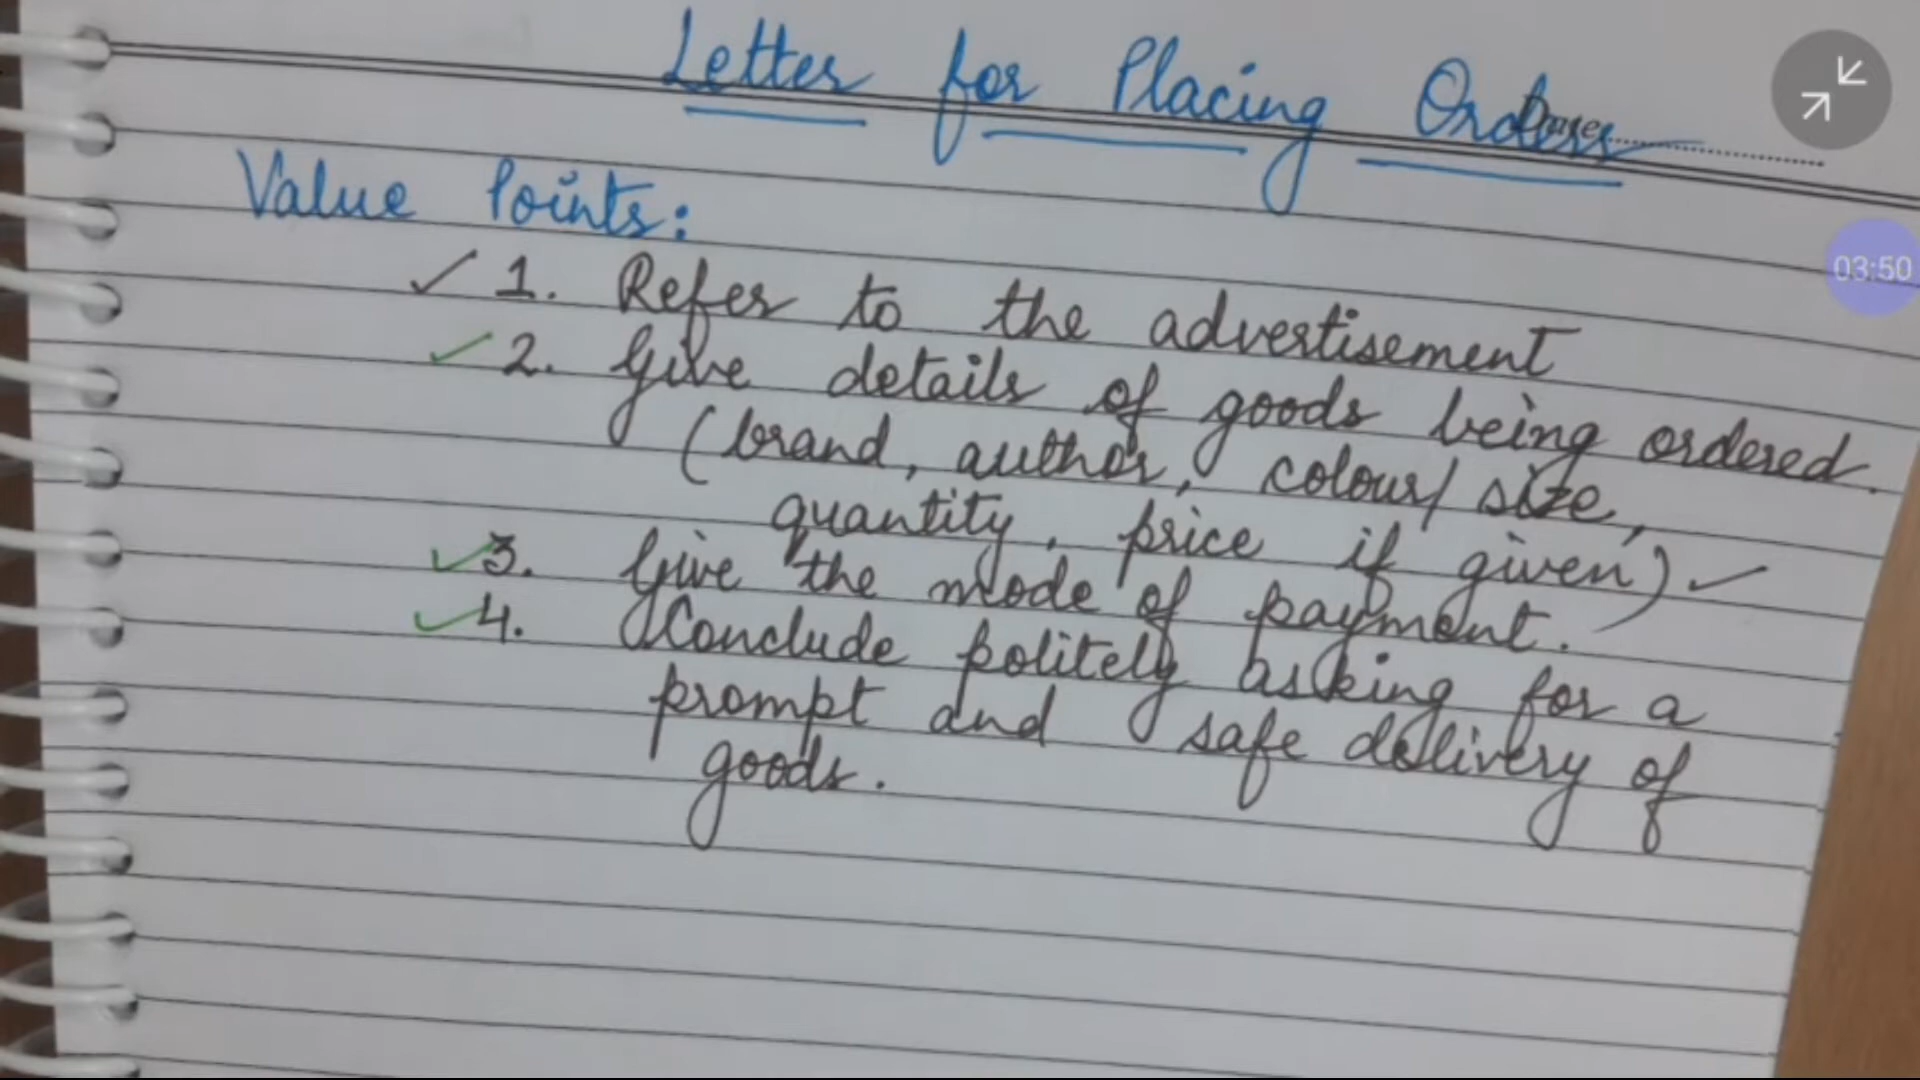 Letter for Placing Orders
Value Points:
1. Refer to the advertisement
2. Give details of goods being ordered.
(brand, author, colour/ size,
quantity, price if given)
3. Give the mode of payment.
4. Conclude politely asking for a
prompt and safe delivery of
goods.
03:50